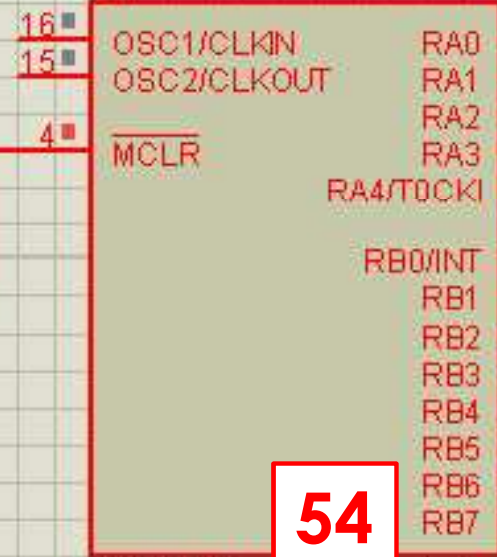 16 OSC1/CLKIN RA0
15 OSC2/CLKOUT RA1
RA2
4 MCLR RA3
RA4/T0CKI
RB0/INT
RB1
RB2
RB3
RB4
RB5
RB6
54 RB7